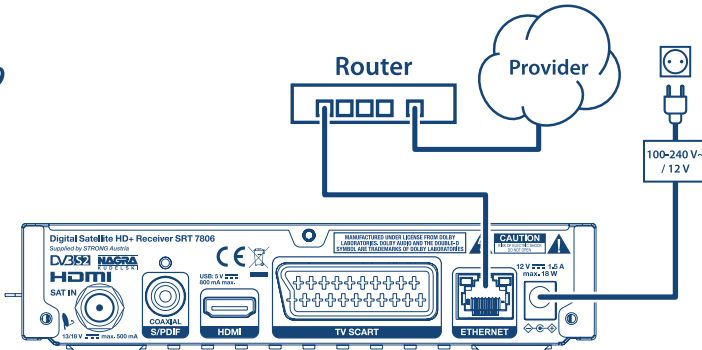 Router
Provider
100-240 V~
/ 12 V
Digital Satellite HD+ Receiver SRT 7806
Supplied by STRONG Austria
DVB S2 NAGRA
KUDELSKI
HDMI
SAT IN
13/18 V max. 500 mA
COAXIAL
S/PDIF
CE
USB: 5 V
800 mA max.
HDMI
MANUFACTURED UNDER LICENSE FROM DOLBY
LABORATORIES. DOLBY AUDIO AND THE DOUBLE-D
SYMBOL ARE TRADEMARKS OF DOLBY LABORATORIES
TV SCART
CAUTION
RISK OF ELECTRIC SHOCK
DO NOT OPEN
ETHERNET
12 V 1.5 A
max. 18 W